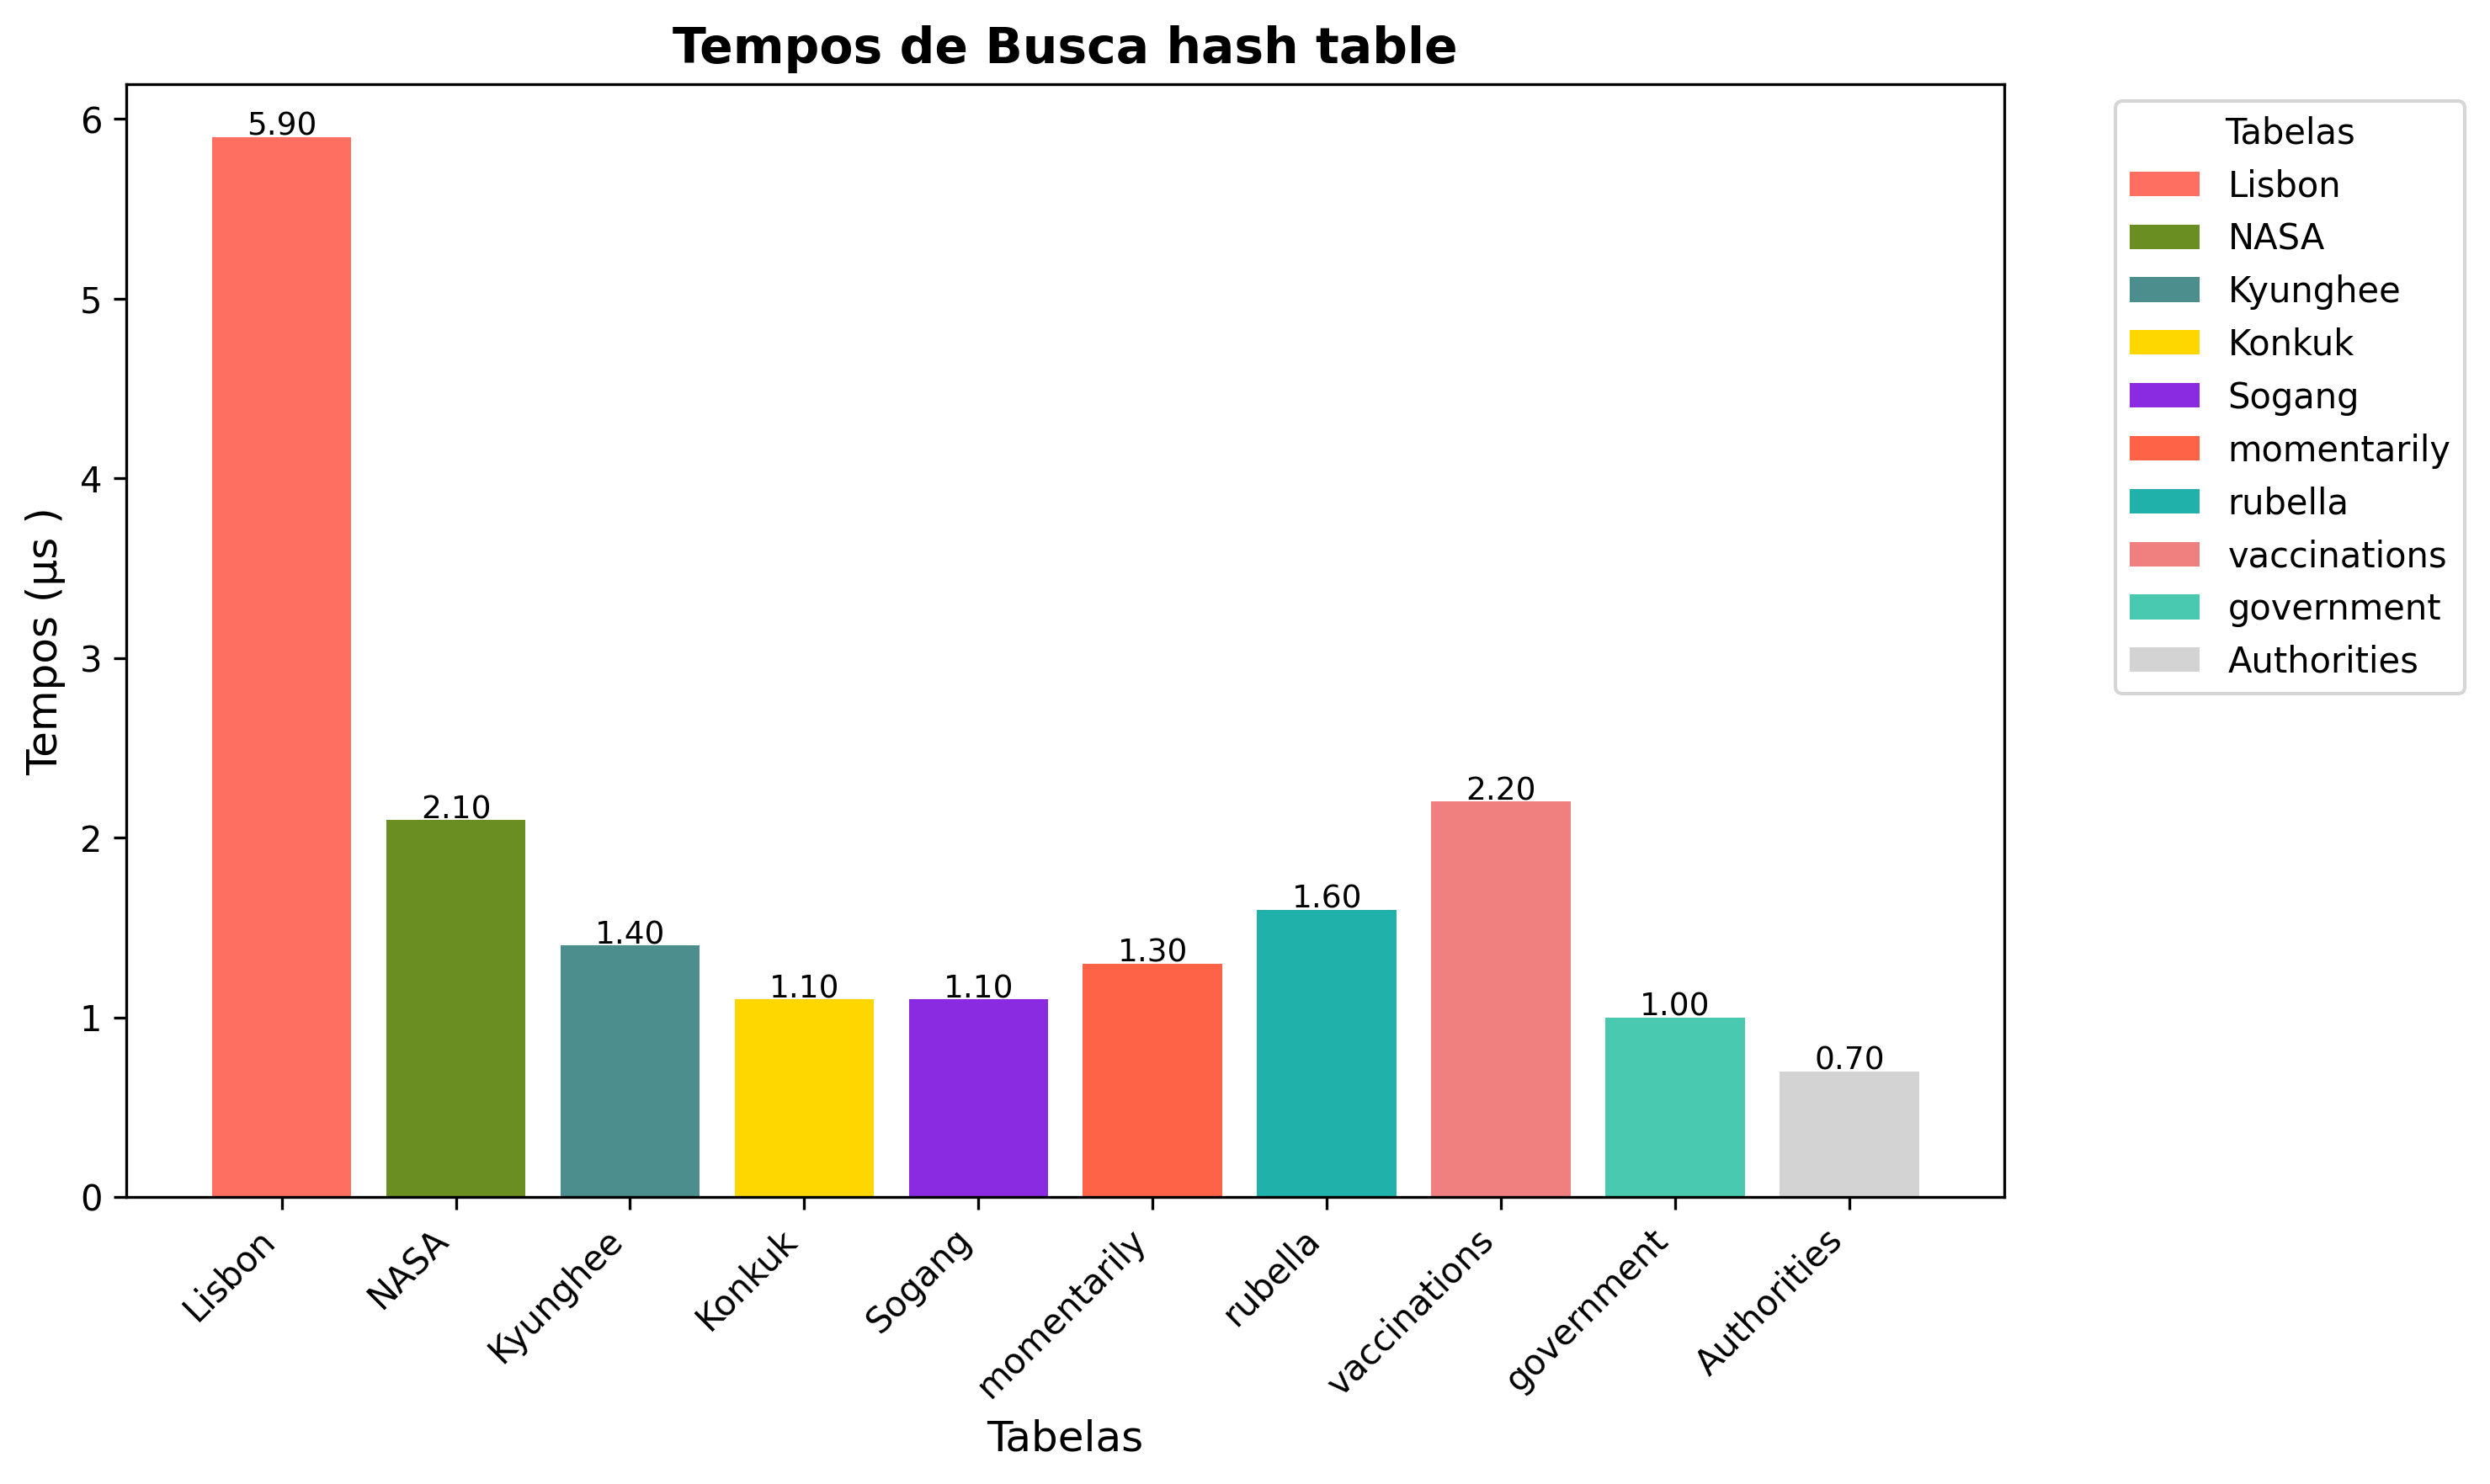 Tempos de Busca hash table
Tempos (µs )
6
5
4
3
2
1
0
5.90
2.10
1.40
1.10
1.10
1.30
1.60
2.20
1.00
0.70
Lisbon
NASA
Kyunghee
Konkuk
Sogang
momentarily
rubella
vaccinations
government
Authorities
Tabelas
Tabelas
Lisbon
NASA
Kyunghee
Konkuk
Sogang
momentarily
rubella
vaccinations
government
Authorities